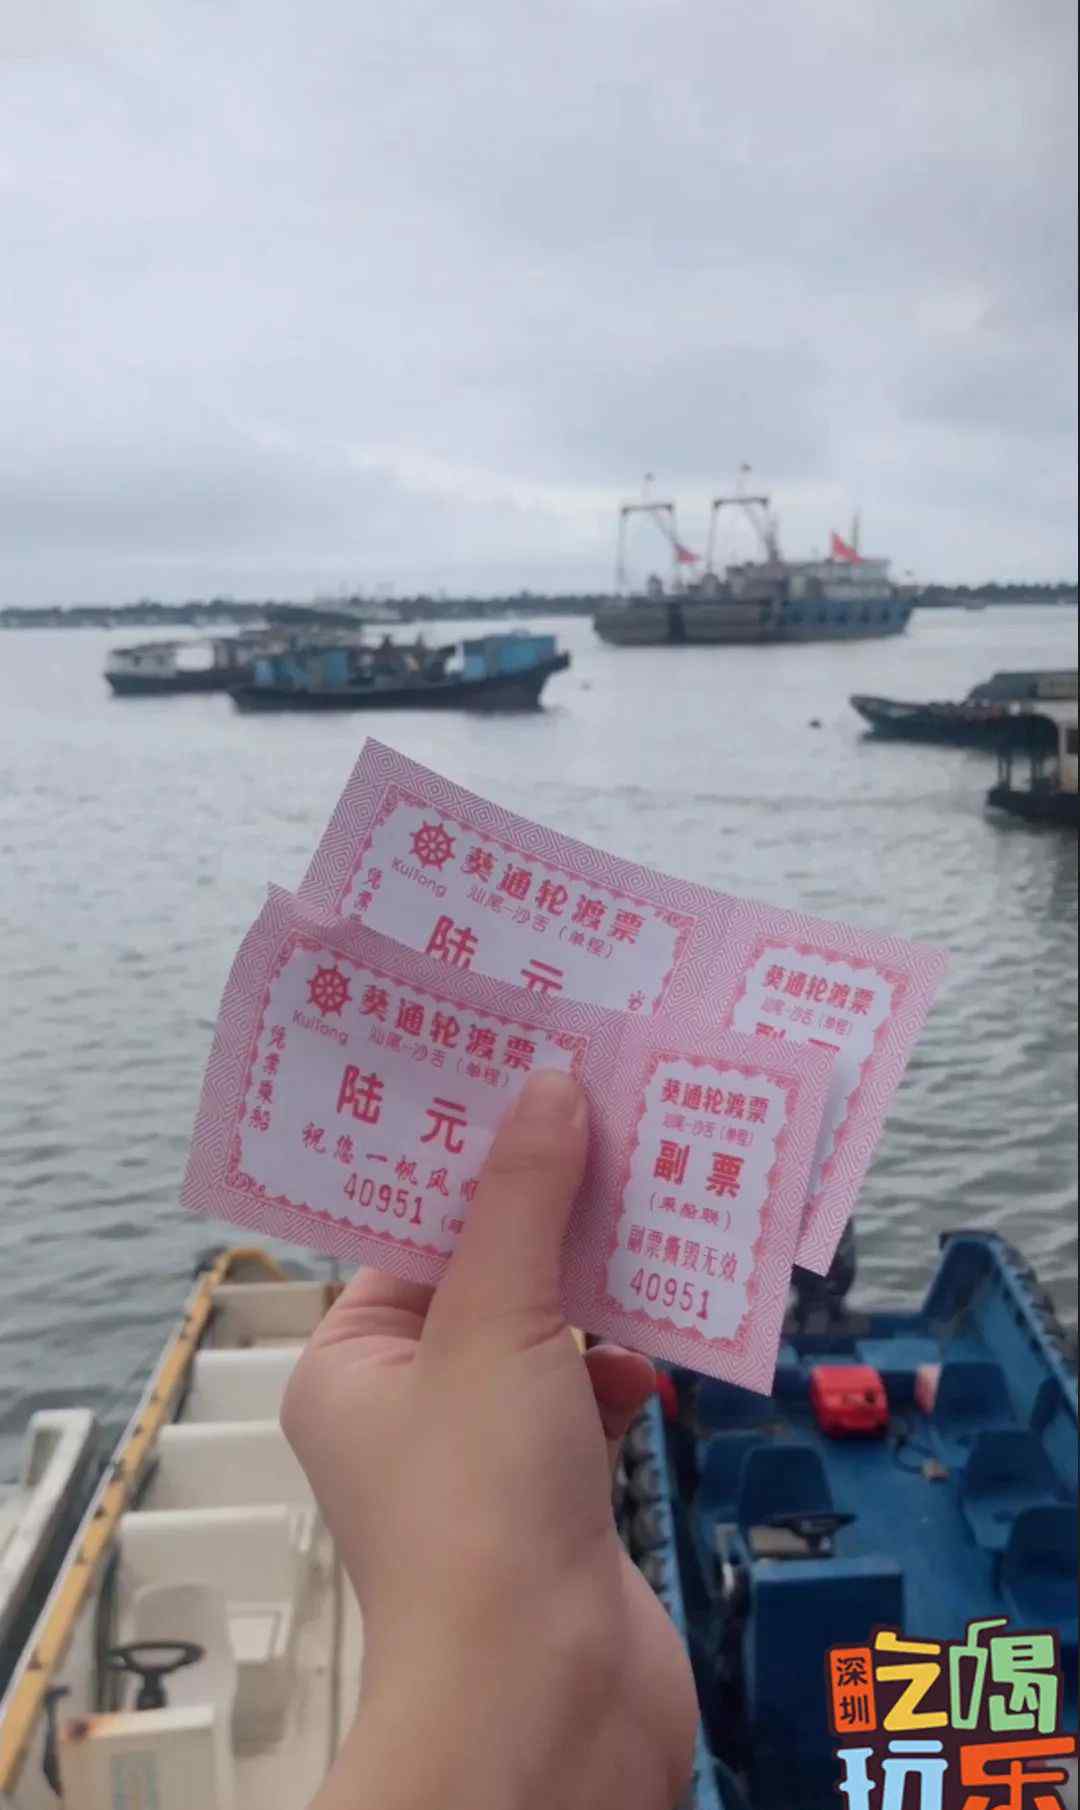 葵通轮渡票
KuiTong
汕尾-沙舌（单程）
陆 元
葵通轮渡票
汕尾-沙舌（单程）
葵通轮渡票
KuiTong
汕尾-沙舌（单程）
凭票乘船
陆 元
祝您一帆风顺
40951
葵通轮渡票
汕尾-沙舌（单程）
副 票
（乘船联）
副票撕毁无效
40951
深圳
吃喝
玩乐